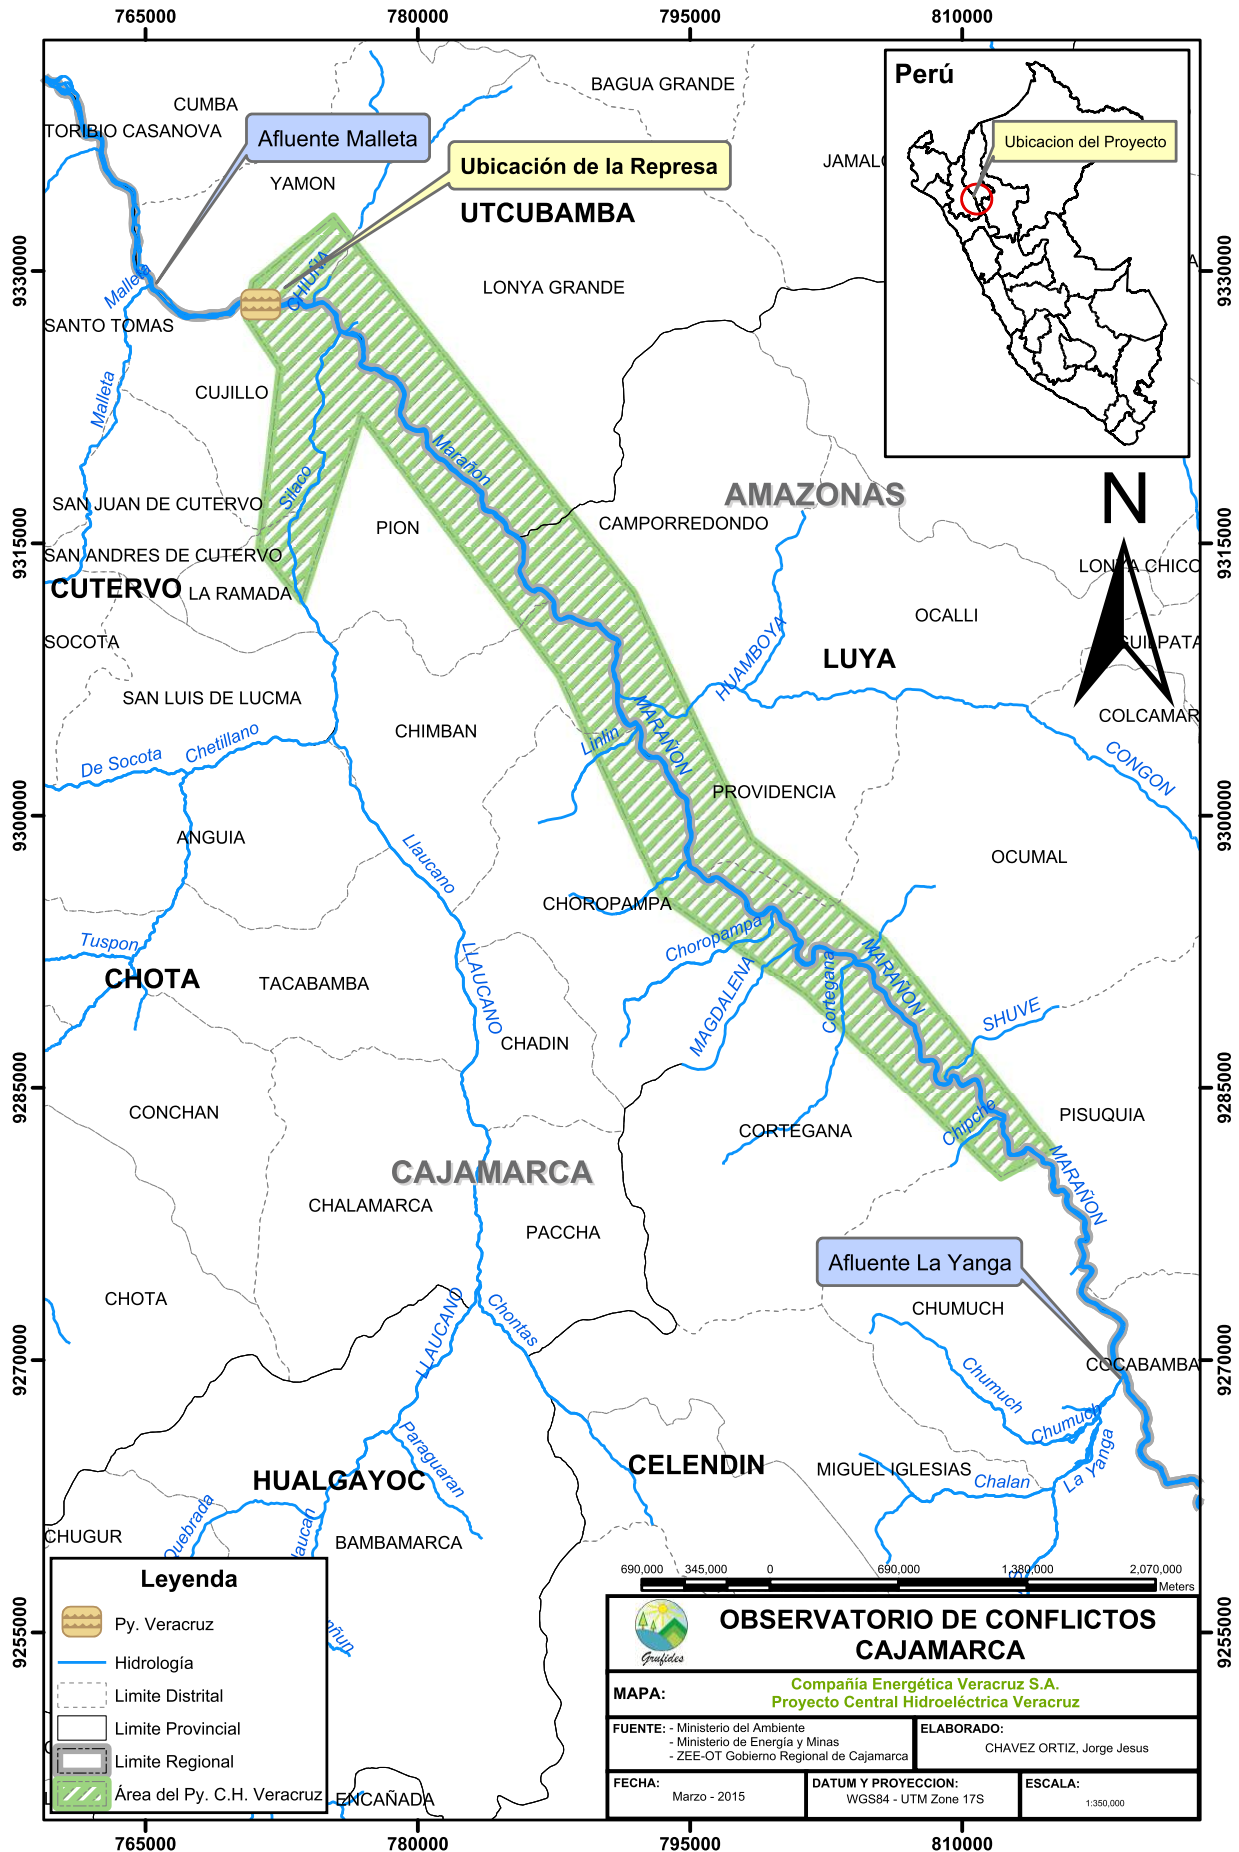 765000
780000
795000
810000
BAGUA GRANDE
CUMBA
TORIBIO CASANOVA
Afluente Malleta
Ubicación de la Represa
YAMON
UTCUBAMBA
JAMALC
Perú
Ubicacion del Proyecto
9330000
9330000
Malleta
CHIUÑA
LONYA GRANDE
SANTO TOMAS
CUJILLO
Malleta
Marañon
Silaco
AMAZONAS
N
SAN JUAN DE CUTERVO
PION
CAMPORREDONDO
9315000
9315000
SAN ANDRES DE CUTERVO
LONYA CHICO
CUTERVO
LA RAMADA
OCALLI
SOCOTA
HUAMBOYA
LUYA
QUILPATA
SAN LUIS DE LUCMA
CHIMBAN
MARAÑON
COLCAMAR
De Socota
Chetillano
Linlin
CONGON
PROVIDENCIA
9300000
9300000
ANGUIA
Llaucano
OCUMAL
CHOROPAMPA
Tuspon
Choropampa
CHOTA
TACABAMBA
LLAUCANO
MAGDALENA
Cortegana
MARAÑON
SHUVE
CHADIN
9285000
9285000
CONCHAN
CORTEGANA
Chipche
PISUQUIA
CAJAMARCA
MARAÑON
CHALAMARCA
PACCHA
Afluente La Yanga
CHOTA
LLAUCANO
Chontas
CHUMUCH
9270000
9270000
COCABAMBA
Chumuch
Chumuch
Paraguaran
La Yanga
HUALGAYOC
CELENDIN
MIGUEL IGLESIAS
Chalan
Quebrada
laucan
CHUGUR
BAMBAMARCA
9255000
9255000
690,000
345,000
0
690,000
1,380,000
2,070,000
Meters
Leyenda
Py. Veracruz
Hidrología
Limite Distrital
Limite Provincial
Limite Regional
Área del Py. C.H. Veracruz
ENCAÑADA
Grufides
OBSERVATORIO DE CONFLICTOS
CAJAMARCA
MAPA:
Compañía Energética Veracruz S.A.
Proyecto Central Hidroeléctrica Veracruz
FUENTE: - Ministerio del Ambiente
- Ministerio de Energía y Minas
- ZEE-OT Gobierno Regional de Cajamarca
ELABORADO:
CHAVEZ ORTIZ, Jorge Jesus
FECHA:
Marzo - 2015
DATUM Y PROYECCION:
WGS84 - UTM Zone 17S
ESCALA:
1:350,000
765000
780000
795000
810000